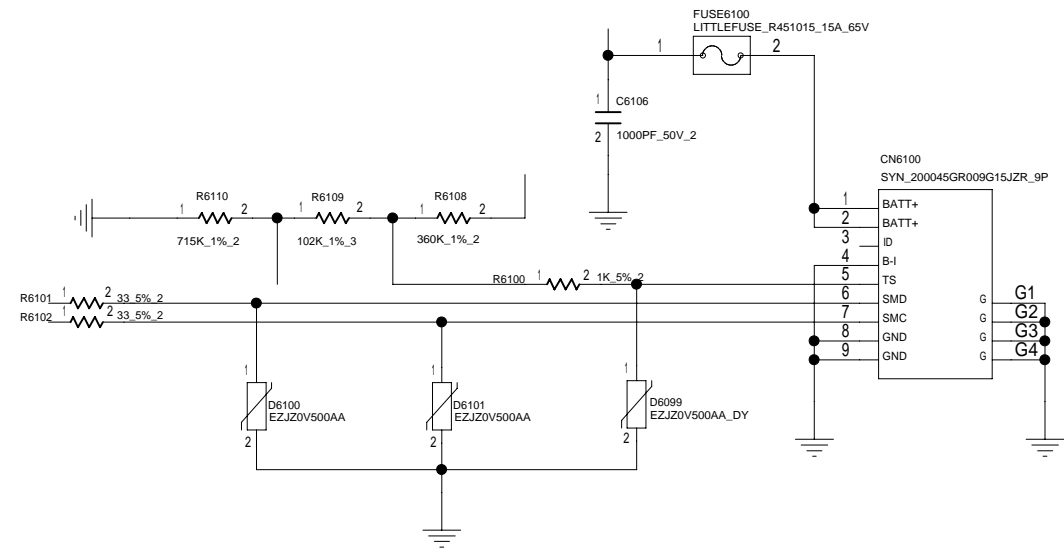 FUSE6100
LITTLEFUSE_R451015_15A_65V
1 2
1 C6106
2 1000PF_50V_2
CN6100
SYN_200045GR009G15JZR_9P
R6110 R6109 R6108
1 2 1 2 1 2
715K_1%_2 102K_1%_3 360K_1%_2
1 BATT+
2 BATT+
3 ID
4 B-I
R6100 1 2 1K_5%_2 5 TS
R6101 1 2 33_5%_2 6 SMD G G1
R6102 1 2 33_5%_2 7 SMC G G2
8 GND G G3
9 GND G G4
1 1 1
D6100 D6101 D6099
EZJZ0V500AA EZJZ0V500AA EZJZ0V500AA_DY
2 2 2